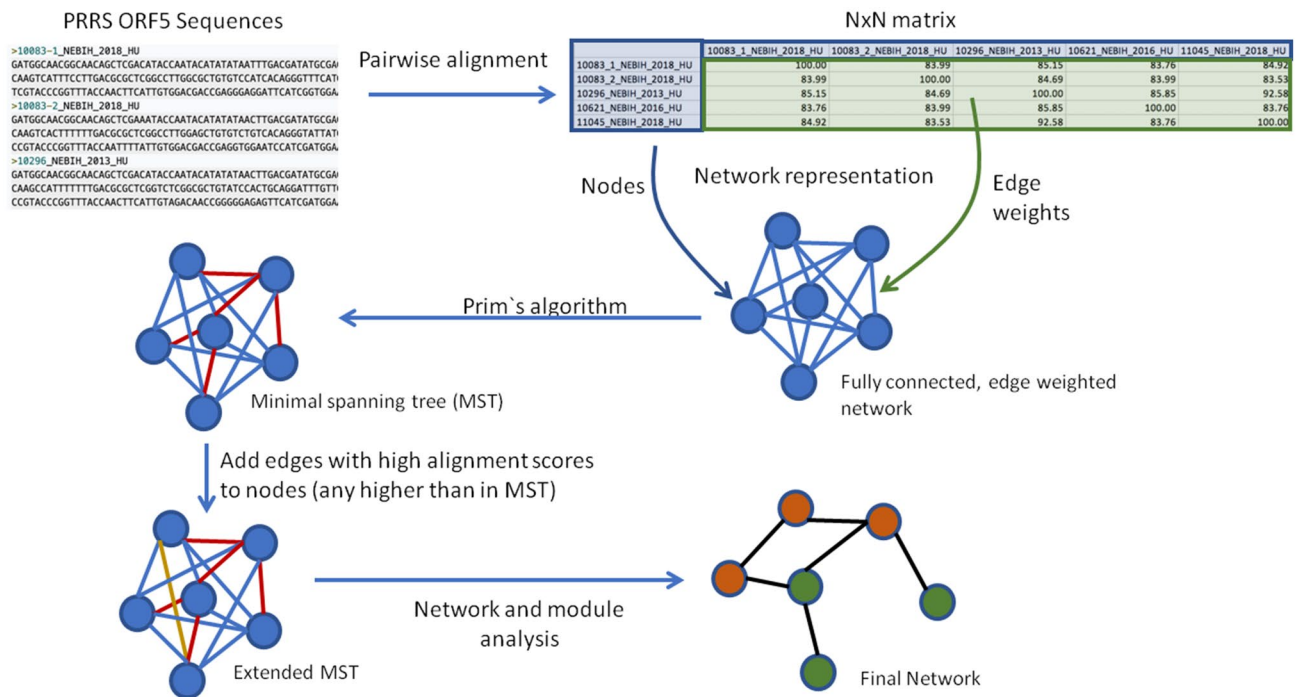 PRRS ORF5 Sequences
>10083-1_NEBIH_2018_HU
GATGGCAACGGCAACAGCTCGACATACCAATACATATATAATTTGACGATATGCGA
CAAGTCATTTCCTTGACGCGCTCGGCCTTGGCGCTGTGTCCATCACAGGGTTTCAT
TCGTACCCGGTTTACCAACTTCATTGTGGACGACCGAGGGAGGATTCATCGGTGGA
>10083-2_NEBIH_2018_HU
GATGGCAACGGCAACAGCTCGAAATACCAATACATATATAACTTGACGATATGCGA
CAAGTCACTTTTTTGACGCGCTCGGCCTTGGAGCTGTGTCTGTCACAGGGTATTAT
CCGTACCCGGTTTACCAATTTTATTGTGGACGACCGAGGTGGAATCCATCGATGGA
>10296_NEBIH_2013_HU
GATGGCAACGGCAACAGCTCGACATACCAATACATATATAACTTGACGATATGCGA
CAAGCCATTTTTTTGACGCGCTCGGTCTCGGCGCTGTATCCACTGCAGGATTTGTT
CCGTACCCGGTTTACCAACTTCATTGTAGACAACCGGGGGAGAGTTCATCGATGGA
Pairwise alignment
NxN matrix
10083_1_NEBIH_2018_HU 10083_2_NEBIH_2018_HU 10296_NEBIH_2013_HU 10621_NEBIH_2016_HU 11045_NEBIH_2018_HU
10083_1_NEBIH_2018_HU 100.00 83.99 85.15 83.76 84.92
10083_2_NEBIH_2018_HU 83.99 100.00 84.69 83.99 83.53
10296_NEBIH_2013_HU 85.15 84.69 100.00 85.85 92.58
10621_NEBIH_2016_HU 83.76 83.99 85.85 100.00 83.76
11045_NEBIH_2018_HU 84.92 83.53 92.58 83.76 100.00
Nodes
Network representation
Edge
weights
Prim`s algorithm
Fully connected, edge weighted
network
Minimal spanning tree (MST)
Add edges with high alignment scores
to nodes (any higher than in MST)
Network and module
analysis
Extended MST
Final Network